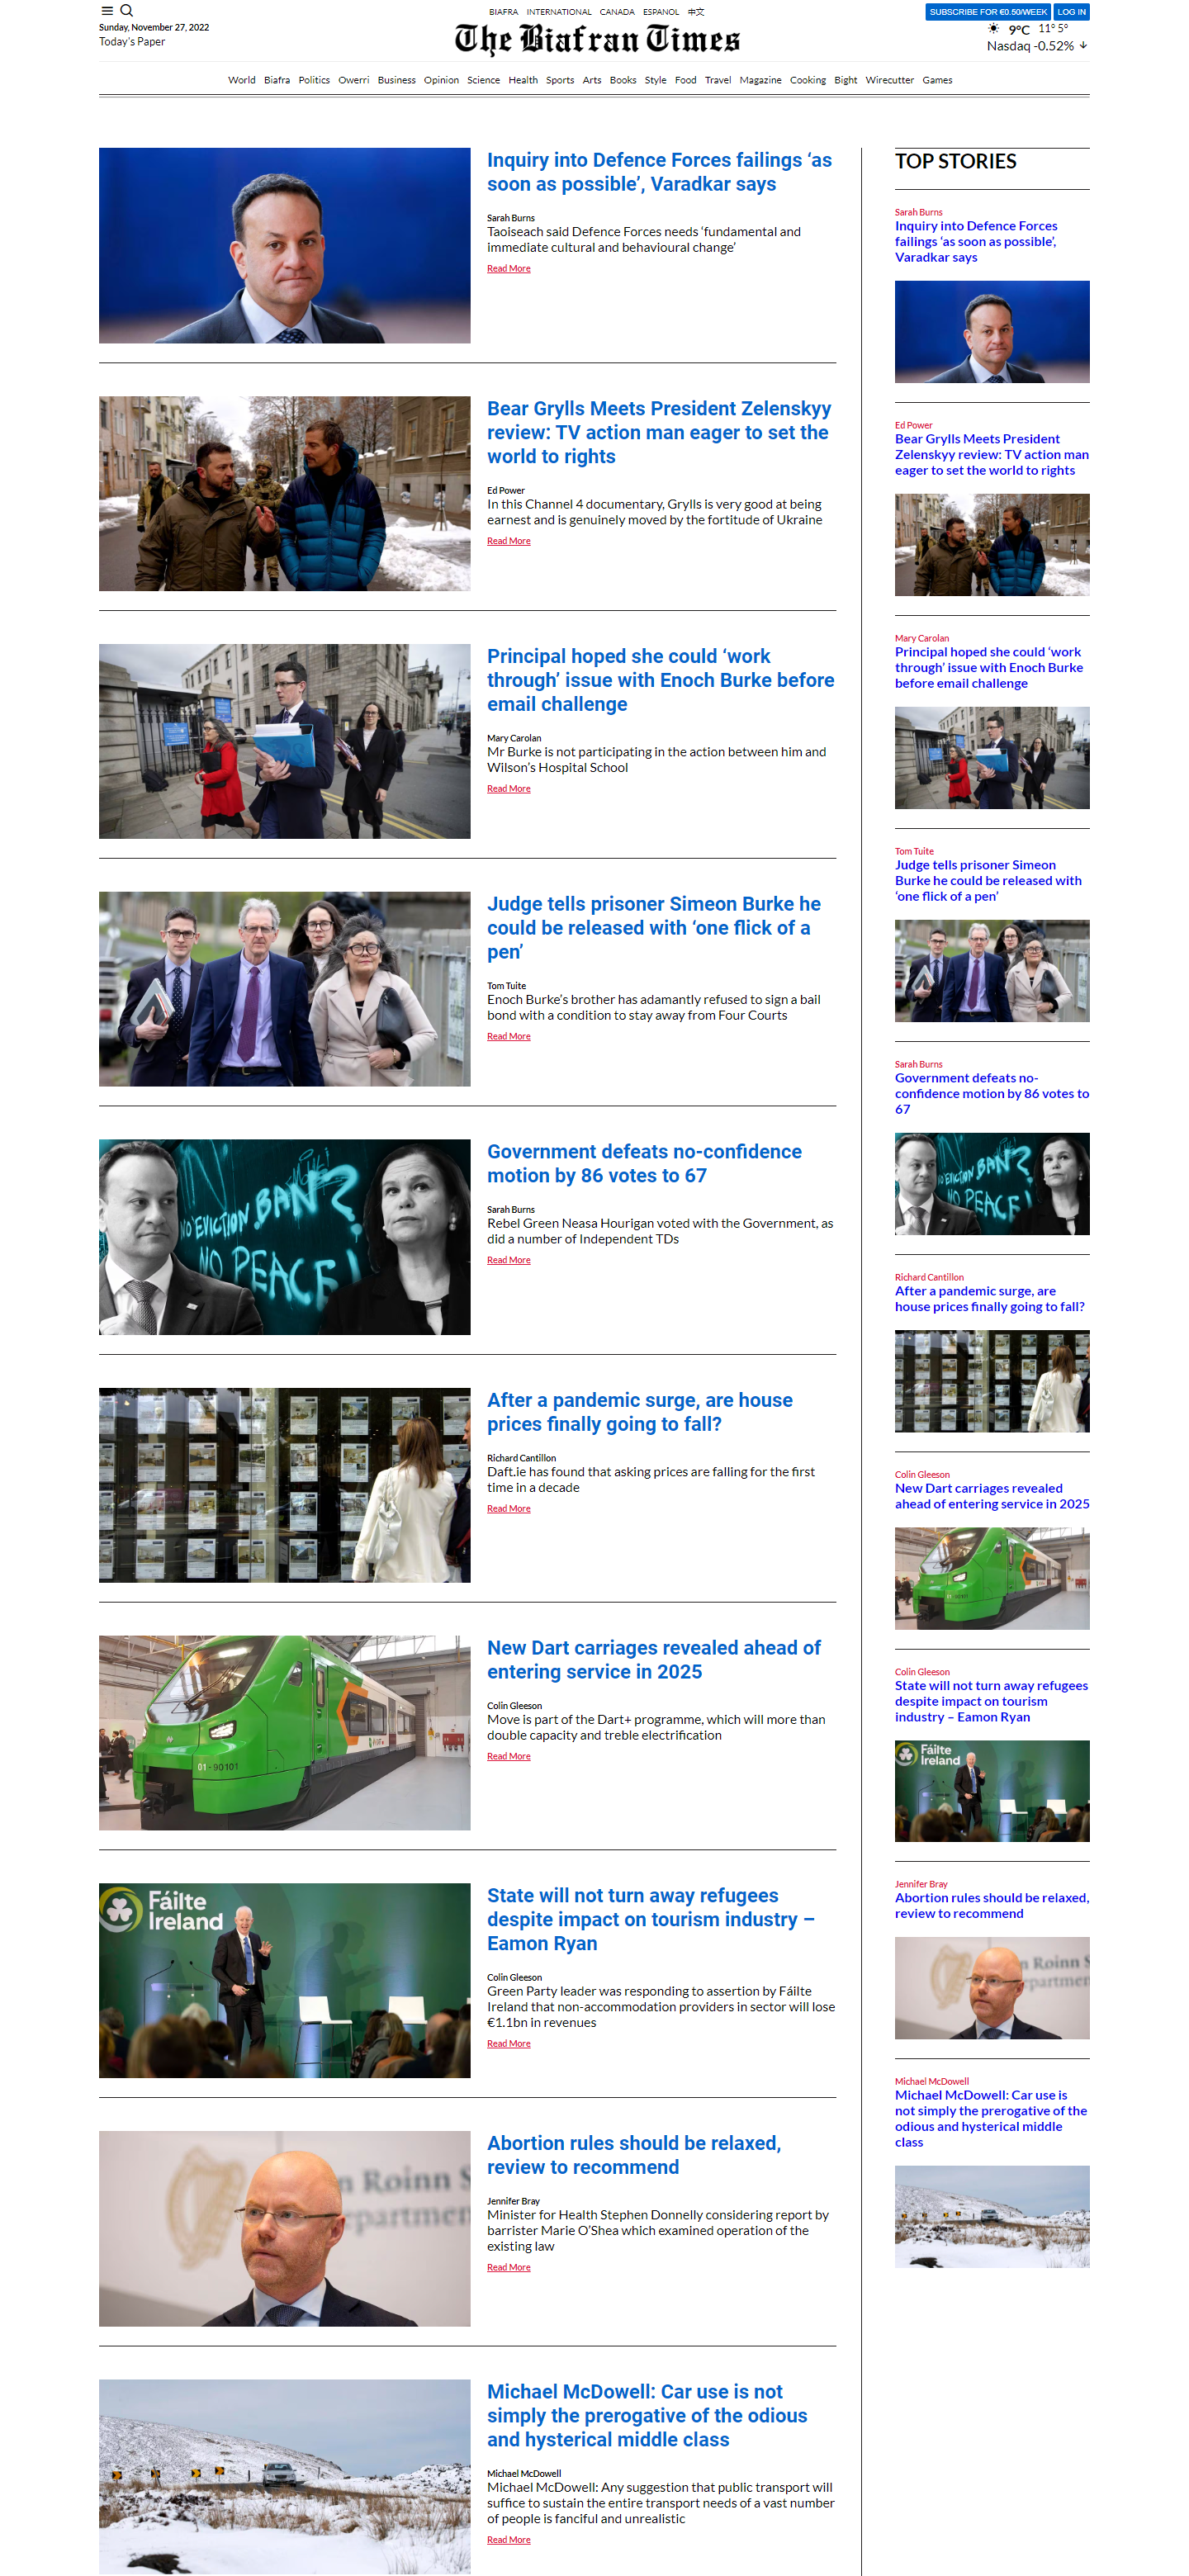 BIAFRA INTERNATIONAL CANADA ESPANOL 中文
SUBSCRIBE FOR €0.50/WEEK LOG IN
Sunday, November 27, 2022
Today's Paper
The Biafran Times
9°C 11° 5°
Nasdaq -0.52%
World Biafra Politics Owerri Business Opinion Science Health Sports Arts Books Style Food Travel Magazine Cooking Bight Wirecutter Games
Inquiry into Defence Forces failings ‘as
soon as possible’, Varadkar says
Sarah Burns
Taoiseach said Defence Forces needs ‘fundamental and
immediate cultural and behavioural change’
Read More
Bear Grylls Meets President Zelenskyy
review: TV action man eager to set the
world to rights
Ed Power
In this Channel 4 documentary, Grylls is very good at being
earnest and is genuinely moved by the fortitude of Ukraine
Read More
Principal hoped she could ‘work
through’ issue with Enoch Burke before
email challenge
Mary Carolan
Mr Burke is not participating in the action between him and
Wilson’s Hospital School
Read More
Judge tells prisoner Simeon Burke he
could be released with ‘one flick of a
pen’
Tom Tuite
Enoch Burke’s brother has adamantly refused to sign a bail
bond with a condition to stay away from Four Courts
Read More
NO EVICTION BAN?
NO PEACE!
Government defeats no-confidence
motion by 86 votes to 67
Sarah Burns
Rebel Green Neasa Hourigan voted with the Government, as
did a number of Independent TDs
Read More
After a pandemic surge, are house
prices finally going to fall?
Richard Cantillon
Daft.ie has found that asking prices are falling for the first
time in a decade
Read More
01-90101
New Dart carriages revealed ahead of
entering service in 2025
Colin Gleeson
Move is part of the Dart+ programme, which will more than
double capacity and treble electrification
Read More
Fáilte
Ireland
State will not turn away refugees
despite impact on tourism industry –
Eamon Ryan
Colin Gleeson
Green Party leader was responding to assertion by Fáilte
Ireland that non-accommodation providers in sector will lose
€1.1bn in revenues
Read More
n Roinn S
epartmen
Abortion rules should be relaxed,
review to recommend
Jennifer Bray
Minister for Health Stephen Donnelly considering report by
barrister Marie O’Shea which examined operation of the
existing law
Read More
Michael McDowell: Car use is not
simply the prerogative of the odious
and hysterical middle class
Michael McDowell
Michael McDowell: Any suggestion that public transport will
suffice to sustain the entire transport needs of a vast number
of people is fanciful and unrealistic
Read More
TOP STORIES
Sarah Burns
Inquiry into Defence Forces
failings ‘as soon as possible’,
Varadkar says
Ed Power
Bear Grylls Meets President
Zelenskyy review: TV action man
eager to set the world to rights
Mary Carolan
Principal hoped she could ‘work
through’ issue with Enoch Burke
before email challenge
Tom Tuite
Judge tells prisoner Simeon
Burke he could be released with
‘one flick of a pen’
Sarah Burns
Government defeats no-
confidence motion by 86 votes to
67
NO EVICTION BAN?
NO PEACE!
Richard Cantillon
After a pandemic surge, are
house prices finally going to fall?
Colin Gleeson
New Dart carriages revealed
ahead of entering service in 2025
Colin Gleeson
State will not turn away refugees
despite impact on tourism
industry – Eamon Ryan
Fáilte
Ireland
Jennifer Bray
Abortion rules should be relaxed,
review to recommend
n Roinn S
partmen
Michael McDowell
Michael McDowell: Car use is
not simply the prerogative of the
odious and hysterical middle
class